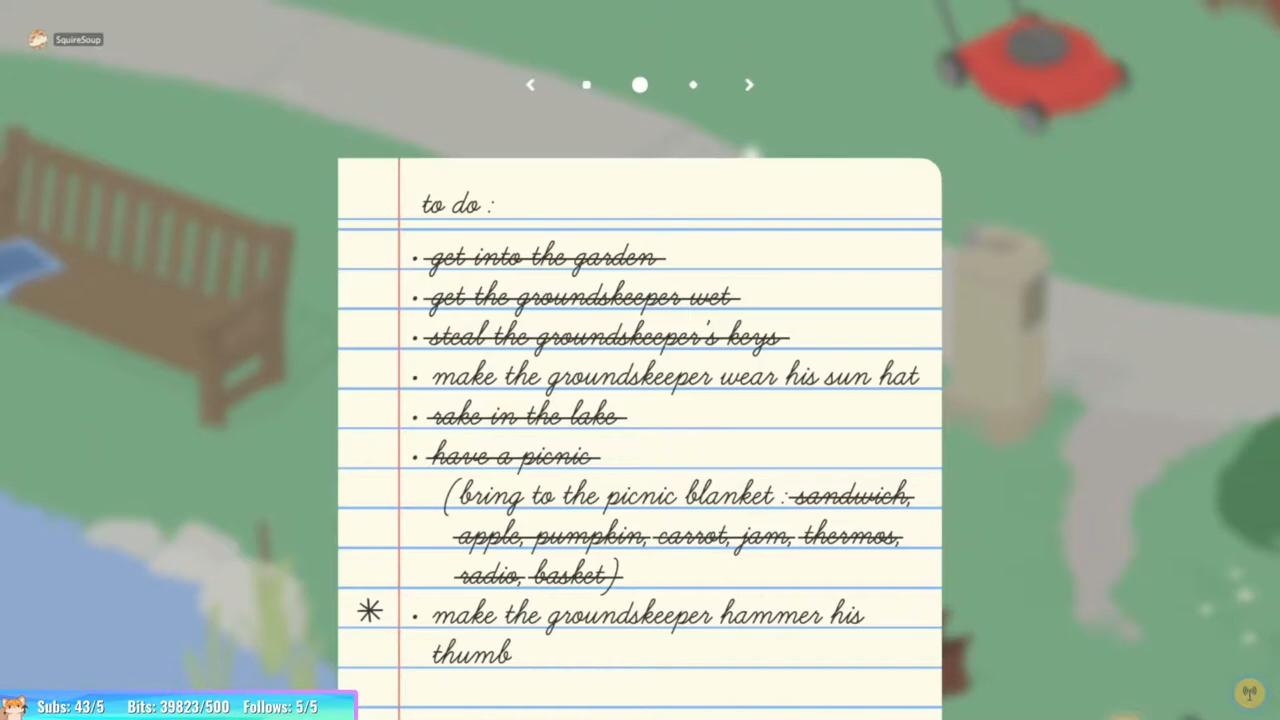 SquireSoup
to do :
· get into the garden
· get the groundskeeper wet
· steal the groundskeeper's keys
· make the groundskeeper wear his sun hat
· rake in the lake
· have a picnic
(bring to the picnic blanket : sandwich,
apple, pumpkin, carrot, jam, thermos,
radio, basket)
* · make the groundskeeper hammer his
thumb
Subs: 43/5 Bits: 39823/500 Follows: 5/5